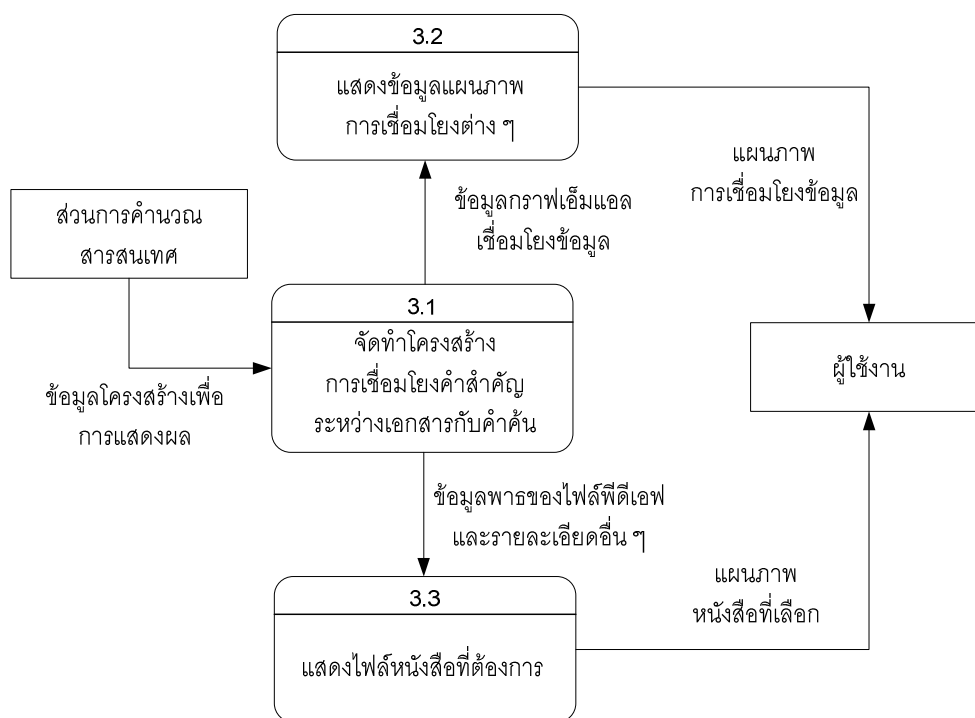 3.2
แสดงข้อมูลแผนภาพ
การเชื่อมโยงต่าง ๆ
แผนภาพ
การเชื่อมโยงข้อมูล
ส่วนการคำนวณ
สารสนเทศ
ข้อมูลกราฟเอ็มแอล
เชื่อมโยงข้อมูล
3.1
จัดทำโครงสร้าง
การเชื่อมโยงคำสำคัญ
ระหว่างเอกสารกับคำค้น
ผู้ใช้งาน
ข้อมูลโครงสร้างเพื่อ
การแสดงผล
ข้อมูลพาธของไฟล์พีดีเอฟ
และรายละเอียดอื่น ๆ
แผนภาพ
หนังสือที่เลือก
3.3
แสดงไฟล์หนังสือที่ต้องการ